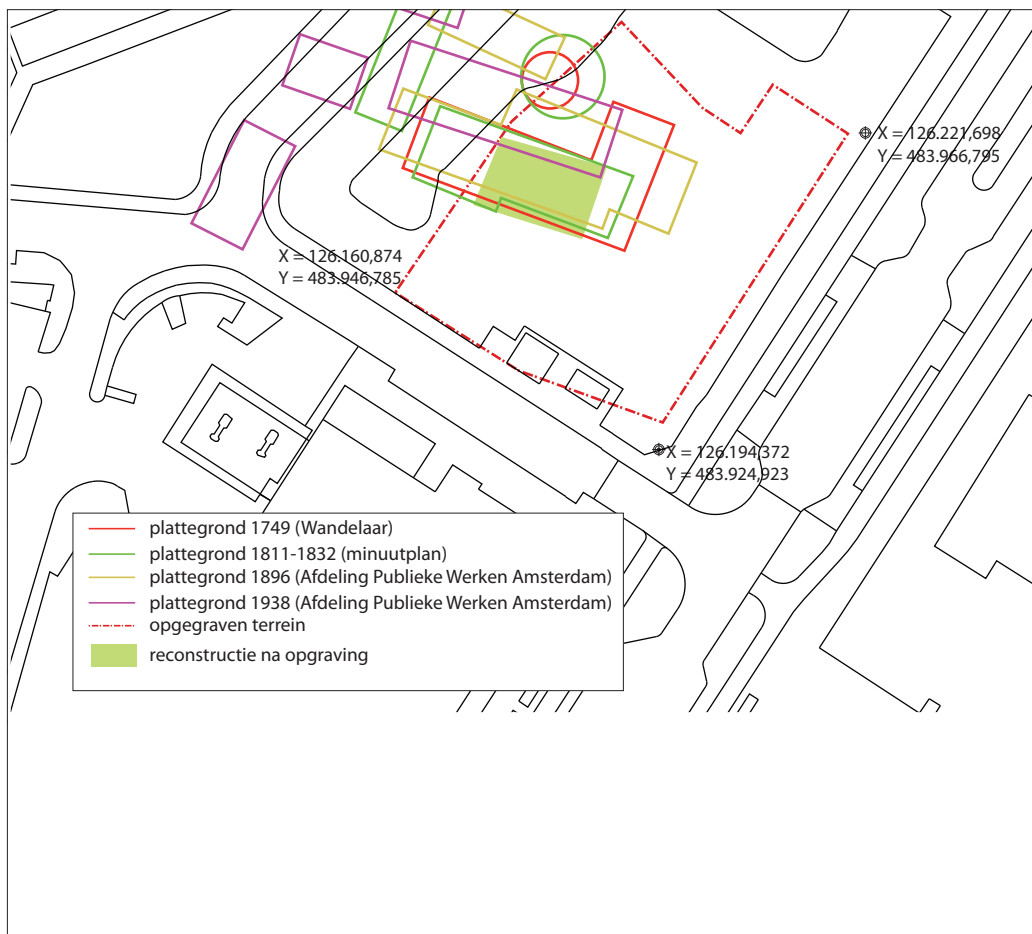 X = 126.221,698
Y = 483.966,795
X = 126.160,874
Y = 483.946,785
X = 126.194,372
Y = 483.924,923
plattegrond 1749 (Wandelaar)
plattegrond 1811-1832 (minuutplan)
plattegrond 1896 (Afdeling Publieke Werken Amsterdam)
plattegrond 1938 (Afdeling Publieke Werken Amsterdam)
opgegraven terrein
reconstructie na opgraving